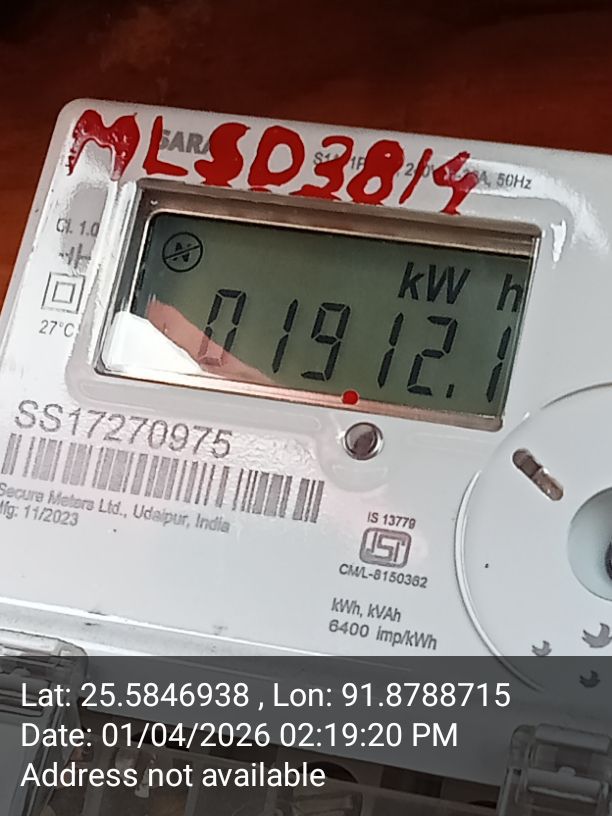 MLSD3814
50Hz
Cl. 1.0
27°C
kW h
01912.1
SS17270975
Secure Meters Ltd., Udaipur, India
Mfg: 11/2023
IS 13779
ISI
CM/L-8150362
kWh, kVAh
6400 imp/kWh
Lat: 25.5846938 , Lon: 91.8788715
Date: 01/04/2026 02:19:20 PM
Address not available